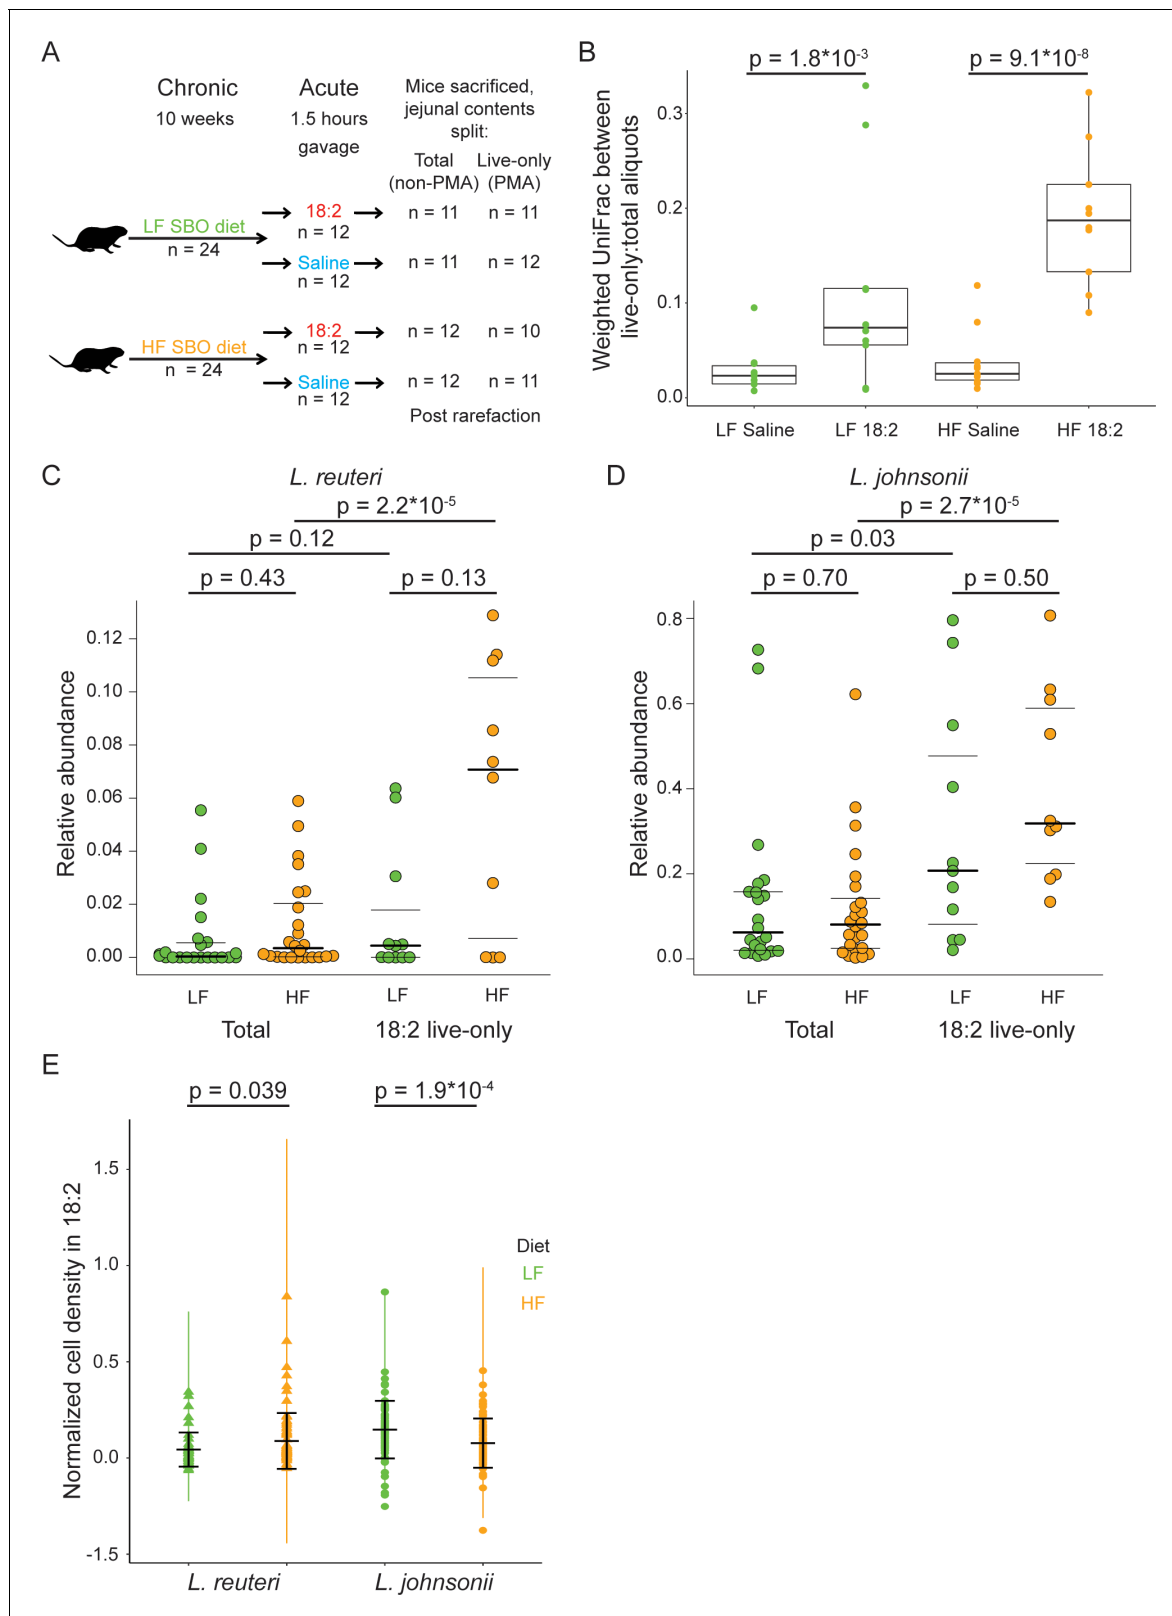 A
Chronic
10 weeks
Acute
1.5 hours
gavage
Mice sacrificed,
jejunal contents
split:
Total
(non-PMA)
Live-only
(PMA)
LF SBO diet
n = 24
18:2
n = 12
n = 11
n = 11
Saline
n = 12
n = 11
n = 12
HF SBO diet
n = 24
18:2
n = 12
n = 12
n = 10
Saline
n = 12
n = 12
n = 11
Post rarefaction
B
p = 1.8*10-3
p = 9.1*10-8
Weighted UniFrac between
live-only:total aliquots
0.3
0.2
0.1
0.0
LF Saline
LF 18:2
HF Saline
HF 18:2
C
L. reuteri
p = 2.2*10-5
p = 0.12
p = 0.43
p = 0.13
Relative abundance
0.12
0.10
0.08
0.06
0.04
0.02
0.00
LF
HF
LF
HF
Total
18:2 live-only
D
L. johnsonii
p = 2.7*10-5
p = 0.03
p = 0.70
p = 0.50
Relative abundance
0.8
0.6
0.4
0.2
0.0
LF
HF
LF
HF
Total
18:2 live-only
E
p = 0.039
p = 1.9*10-4
Normalized cell density in 18:2
1.5
1.0
0.5
0.0
-1.5
Diet
LF
HF
L. reuteri
L. johnsonii